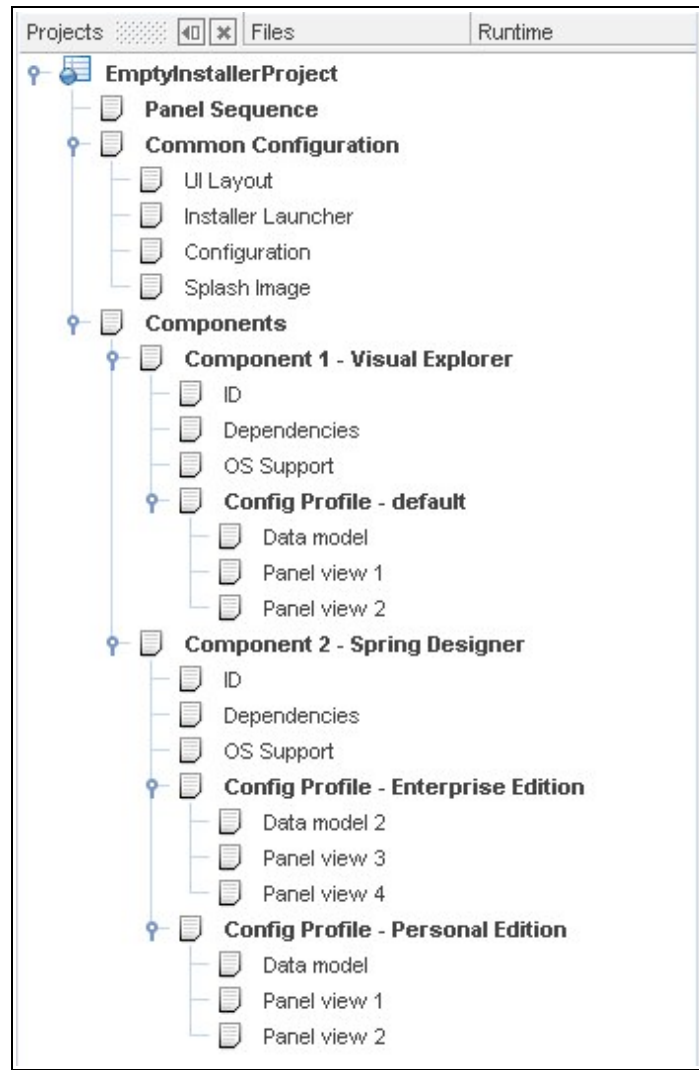 Projects Files Runtime
EmptyInstallerProject
Panel Sequence
Common Configuration
UI Layout
Installer Launcher
Configuration
Splash Image
Components
Component 1 - Visual Explorer
ID
Dependencies
OS Support
Config Profile - default
Data model
Panel view 1
Panel view 2
Component 2 - Spring Designer
ID
Dependencies
OS Support
Config Profile - Enterprise Edition
Data model 2
Panel view 3
Panel view 4
Config Profile - Personal Edition
Data model
Panel view 1
Panel view 2